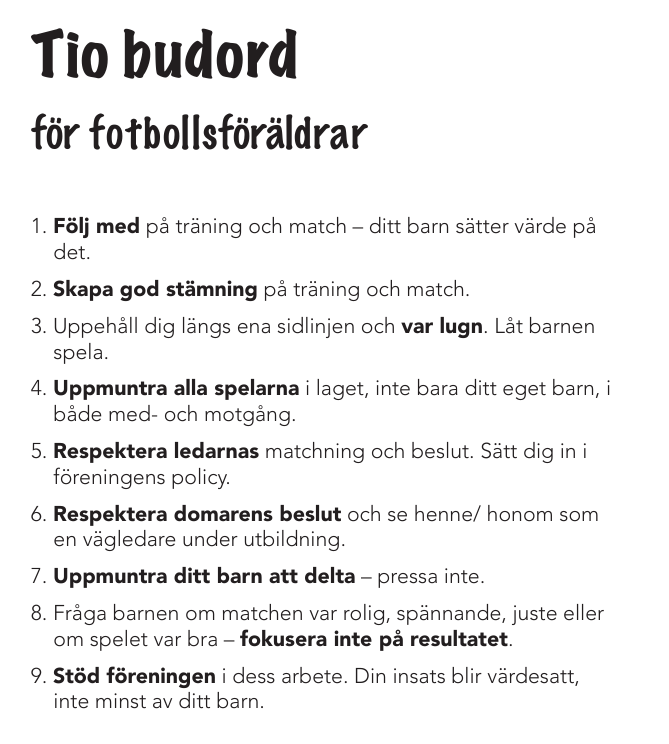 Tio budord
för fotbollsföräldrar
1. Följ med på träning och match – ditt barn sätter värde på
det.
2. Skapa god stämning på träning och match.
3. Uppehåll dig längs ena sidlinjen och var lugn. Låt barnen
spela.
4. Uppmuntra alla spelarna i laget, inte bara ditt eget barn, i
både med- och motgång.
5. Respektera ledarnas matchning och beslut. Sätt dig in i
föreningens policy.
6. Respektera domarens beslut och se henne/ honom som
en vägledare under utbildning.
7. Uppmuntra ditt barn att delta – pressa inte.
8. Fråga barnen om matchen var rolig, spännande, juste eller
om spelet var bra – fokusera inte på resultatet.
9. Stöd föreningen i dess arbete. Din insats blir värdesatt,
inte minst av ditt barn.